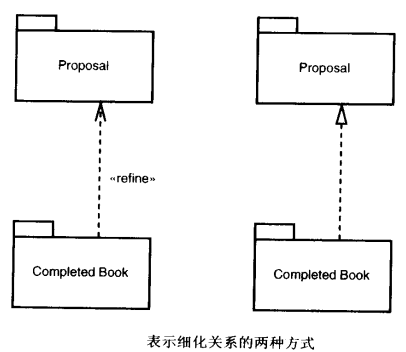 Proposal
Proposal
«refine»
Completed Book
Completed Book
表示细化关系的两种方式